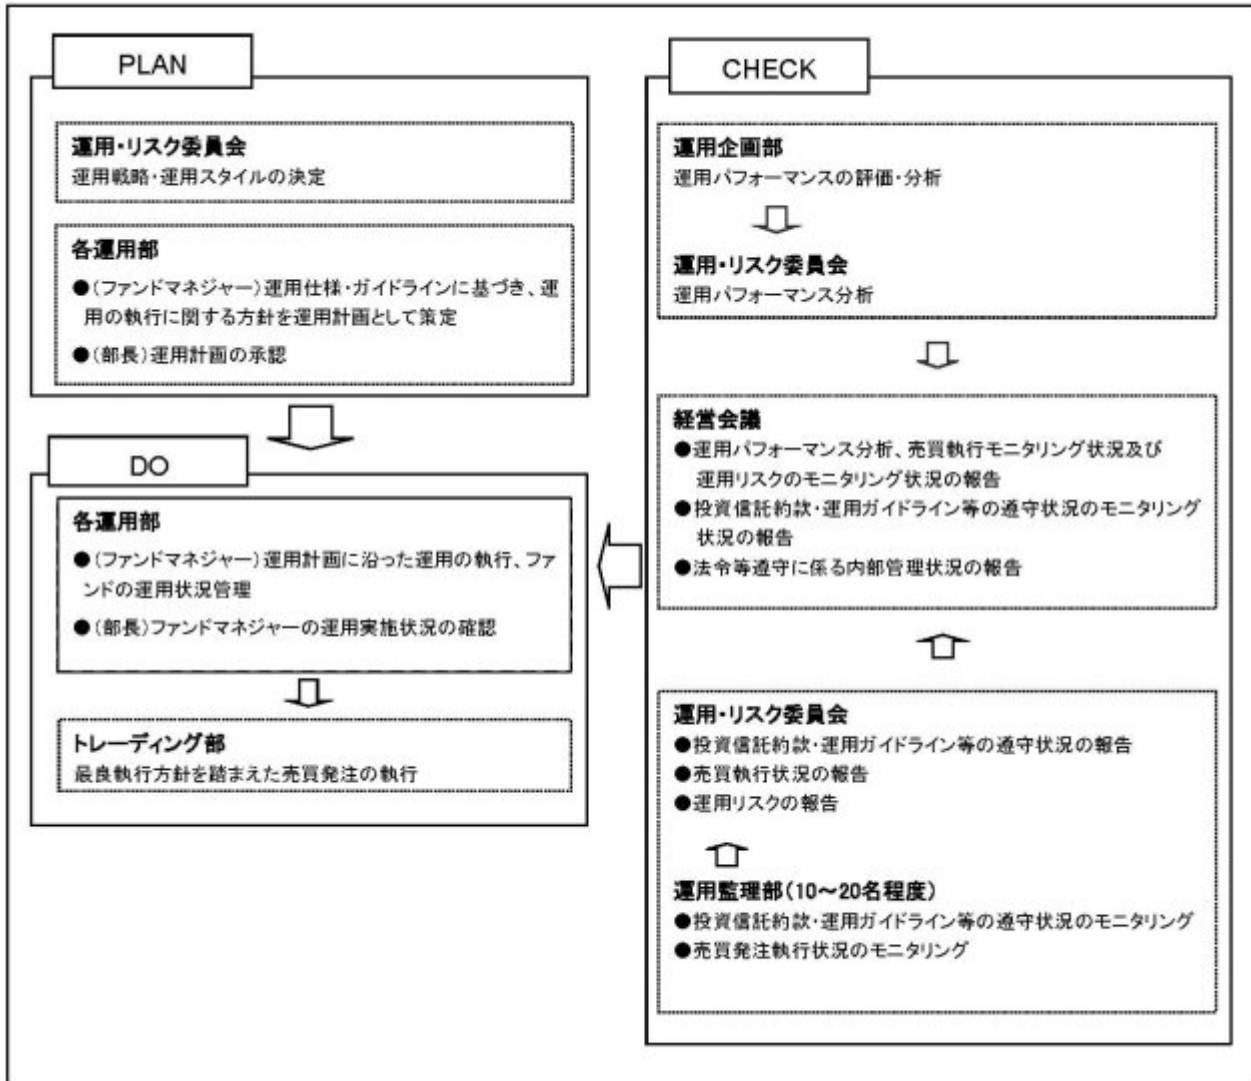 PLAN
運用・リスク委員会
運用戦略・運用スタイルの決定
各運用部
●(ファンドマネジャー)運用仕様・ガイドラインに基づき、運
用の執行に関する方針を運用計画として策定
●(部長)運用計画の承認
DO
各運用部
●(ファンドマネジャー)運用計画に沿った運用の執行、ファ
ンドの運用状況管理
●(部長)ファンドマネジャーの運用実施状況の確認
トレーディング部
最良執行方針を踏まえた売買発注の執行
CHECK
運用企画部
運用パフォーマンスの評価・分析
運用・リスク委員会
運用パフォーマンス分析
経営会議
●運用パフォーマンス分析、売買執行モニタリング状況及び
運用リスクのモニタリング状況の報告
●投資信託約款・運用ガイドライン等の遵守状況のモニタリング
状況の報告
●法令等遵守に係る内部管理状況の報告
運用・リスク委員会
●投資信託約款・運用ガイドライン等の遵守状況の報告
●売買執行状況の報告
●運用リスクの報告
運用監理部(10～20名程度)
●投資信託約款・運用ガイドライン等の遵守状況のモニタリング
●売買発注執行状況のモニタリング